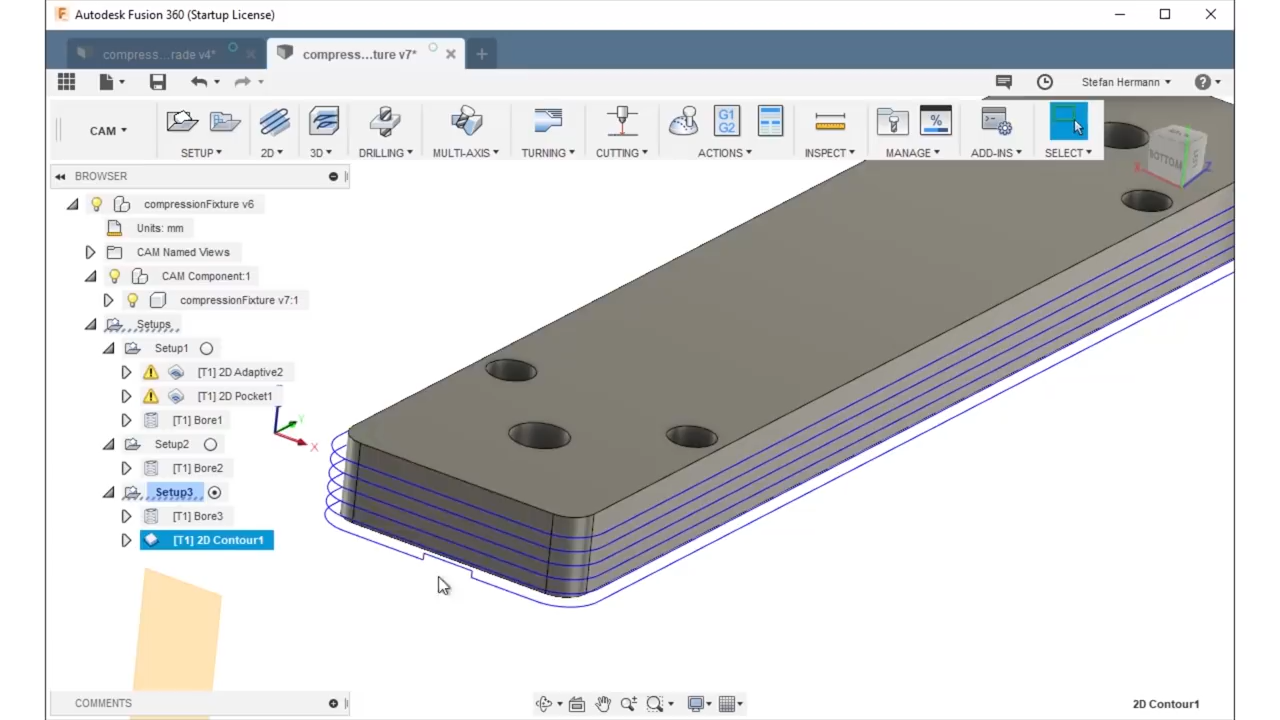 Autodesk Fusion 360 (Startup License)
compress...rade v4*
compress...ture v7*
Stefan Hermann
CAM
G1
G2
%
SETUP
2D
3D
DRILLING
MULTI-AXIS
TURNING
CUTTING
ACTIONS
INSPECT
MANAGE
ADD-INS
SELECT
BROWSER
compressionFixture v6
Units: mm
CAM Named Views
CAM Component:1
compressionFixture v7:1
Setups
Setup1
[T1] 2D Adaptive2
[T1] 2D Pocket1
[T1] Bore1
Setup2
[T1] Bore2
Setup3
[T1] Bore3
[T1] 2D Contour1
BOTTOM
X
Z
Y
X
COMMENTS
2D Contour1